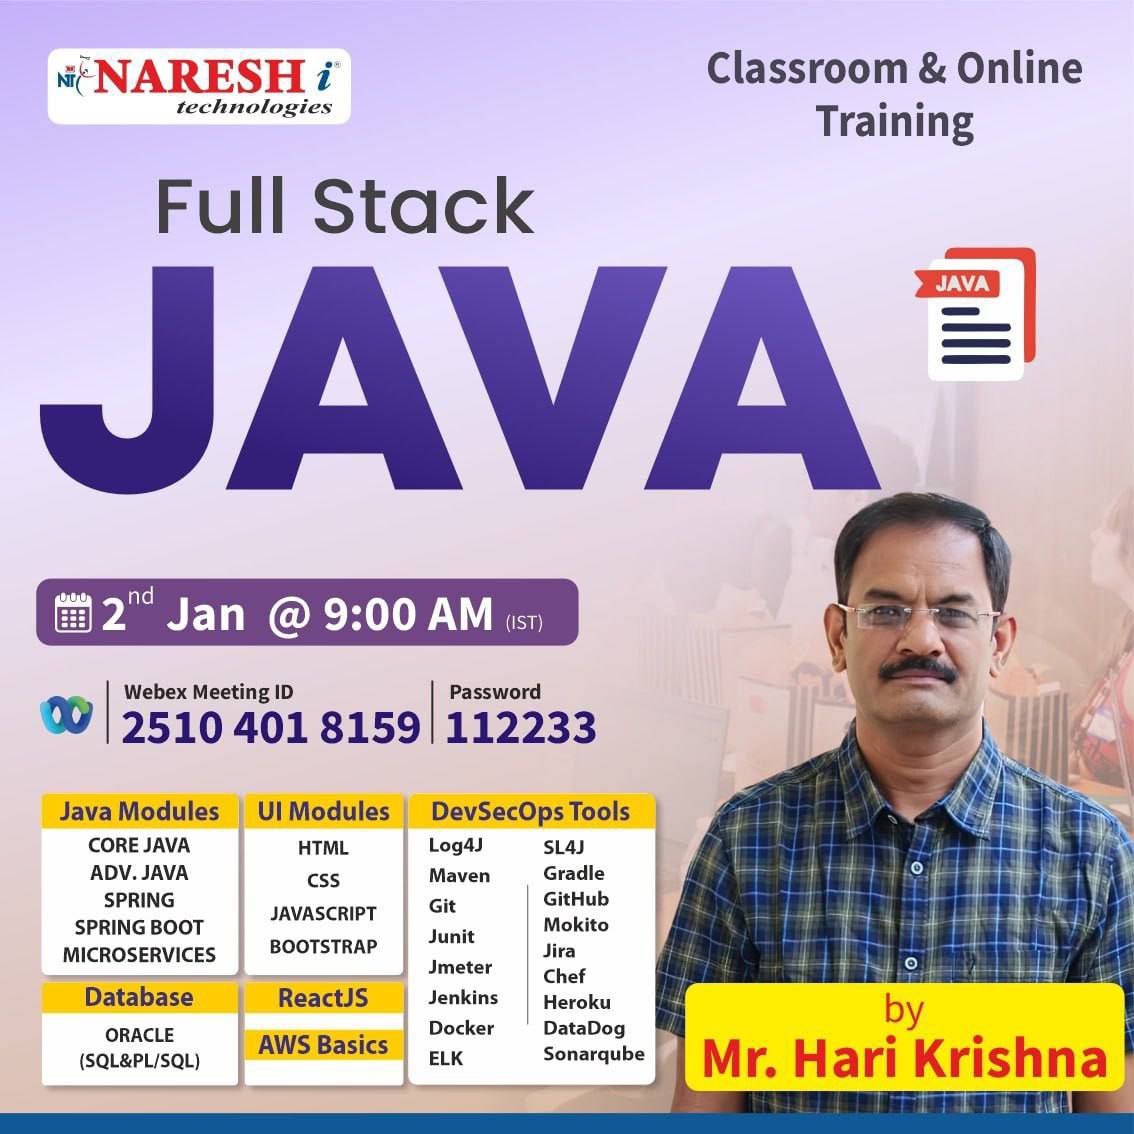 NARESH i®
technologies
Classroom & Online
Training
Full Stack
JAVA
JAVA
2nd Jan @ 9:00 AM (IST)
Webex Meeting ID
2510 401 8159
Password
112233
Java Modules
CORE JAVA
ADV. JAVA
SPRING
SPRING BOOT
MICROSERVICES
UI Modules
HTML
CSS
JAVASCRIPT
BOOTSTRAP
DevSecOps Tools
Log4J
Maven
Git
Junit
Jmeter
Jenkins
Docker
ELK
SL4J
Gradle
GitHub
Mokito
Jira
Chef
Heroku
DataDog
Sonarqube
Database
ORACLE
(SQL&PL/SQL)
ReactJS
AWS Basics
by
Mr. Hari Krishna